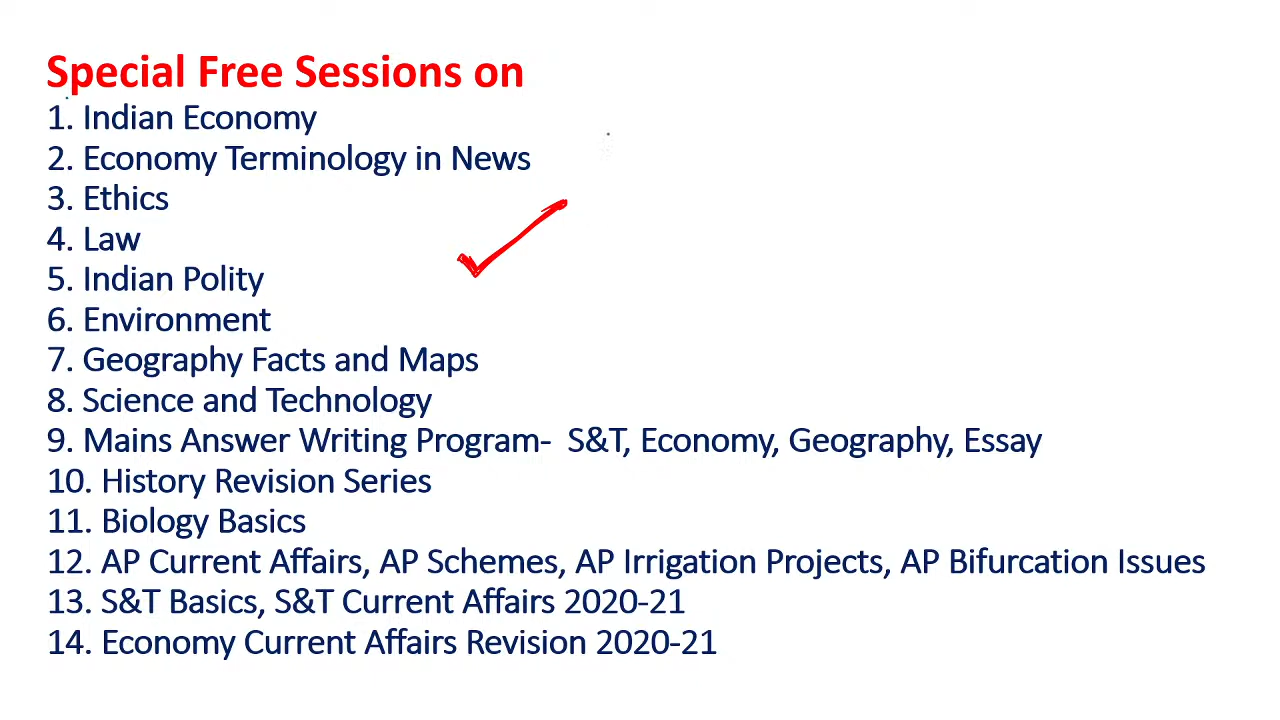 Special Free Sessions on
1. Indian Economy
2. Economy Terminology in News
3. Ethics
4. Law
5. Indian Polity
6. Environment
7. Geography Facts and Maps
8. Science and Technology
9. Mains Answer Writing Program-  S&T, Economy, Geography, Essay
10. History Revision Series
11. Biology Basics
12. AP Current Affairs, AP Schemes, AP Irrigation Projects, AP Bifurcation Issues
13. S&T Basics, S&T Current Affairs 2020-21
14. Economy Current Affairs Revision 2020-21